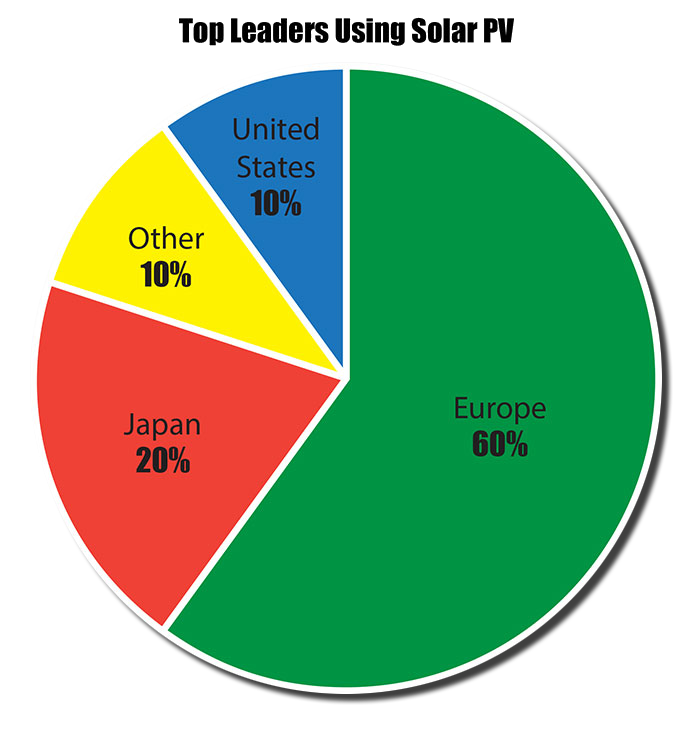 Top Leaders Using Solar PV
United
States
10%
Other
10%
Europe
60%
Japan
20%